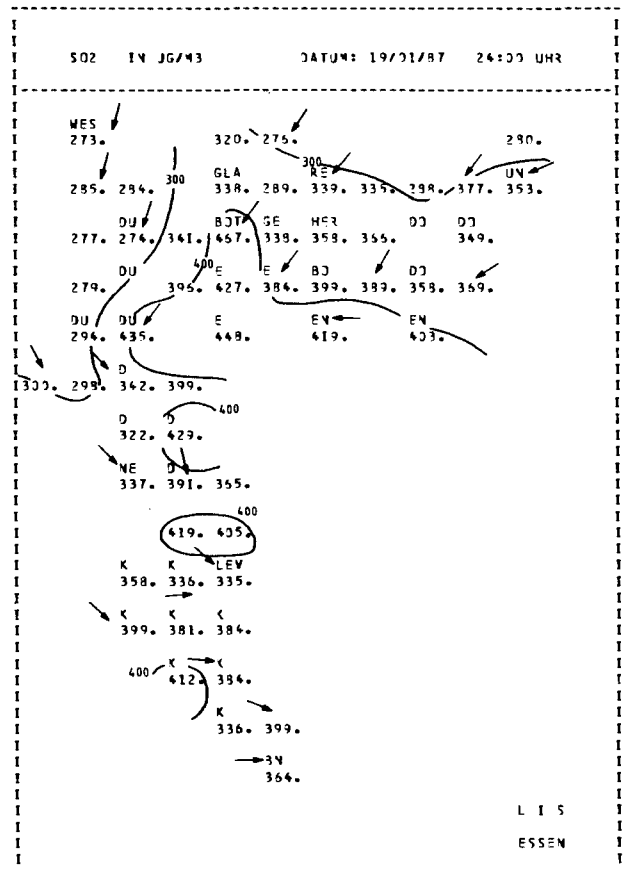 SO2 IN UG/M3 DATUM: 19/01/87 24:00 UHR
WES
273. 320. 275. 290.
300
GLA RE UN
300
285. 284. 338. 289. 339. 335. 298. 377. 353.
DU BOT GE HER DO DO
277. 274. 341. 467. 338. 358. 355. 349.
400
DU E E BO DO
279. 395. 427. 384. 399. 389. 358. 369.
DU DU E EN EN
294. 435. 448. 419. 403.
D
300. 298. 342. 399.
400
D D
322. 429.
NE D
337. 391. 365.
400
419. 405.
K K LEV
358. 336. 335.
K K K
399. 381. 384.
400
K K
412. 384.
K
336. 399.
BN
364.
L I S
ESSEN